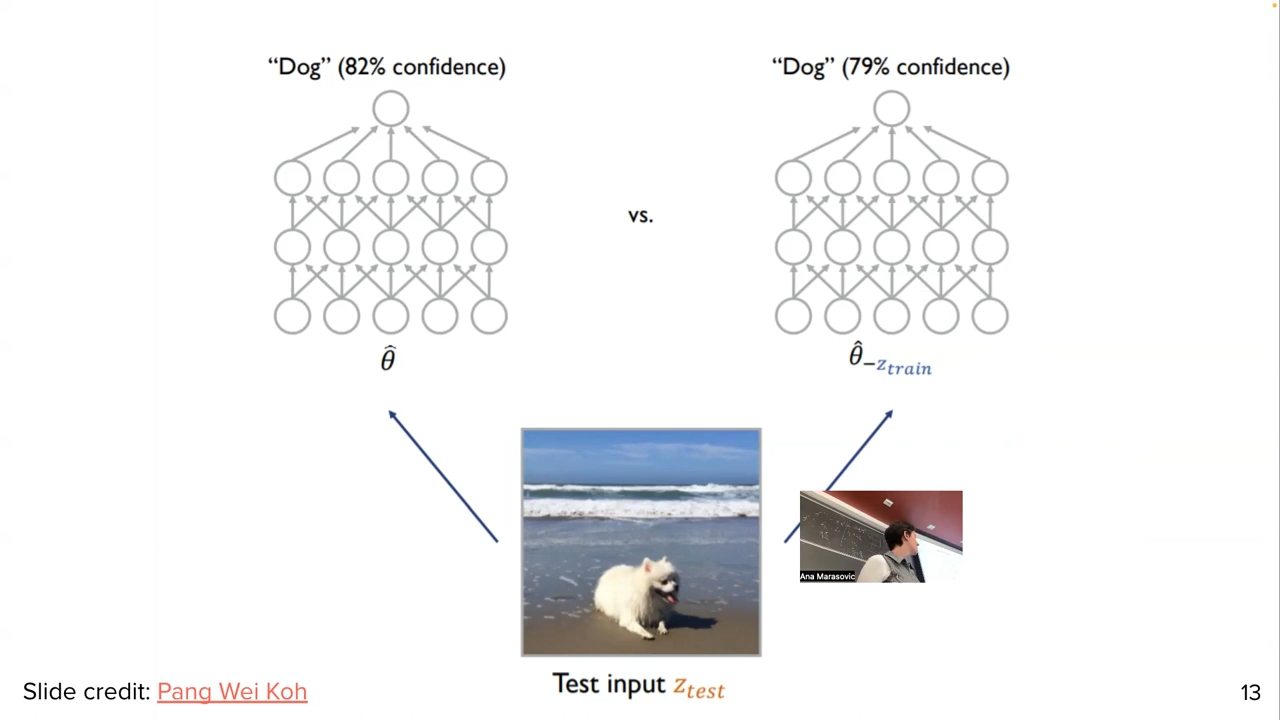 “Dog” (82% confidence)
“Dog” (79% confidence)
vs.
θ̂
θ̂₋z_train
Ana Marasovic
Test input z_test
Slide credit: Pang Wei Koh
13